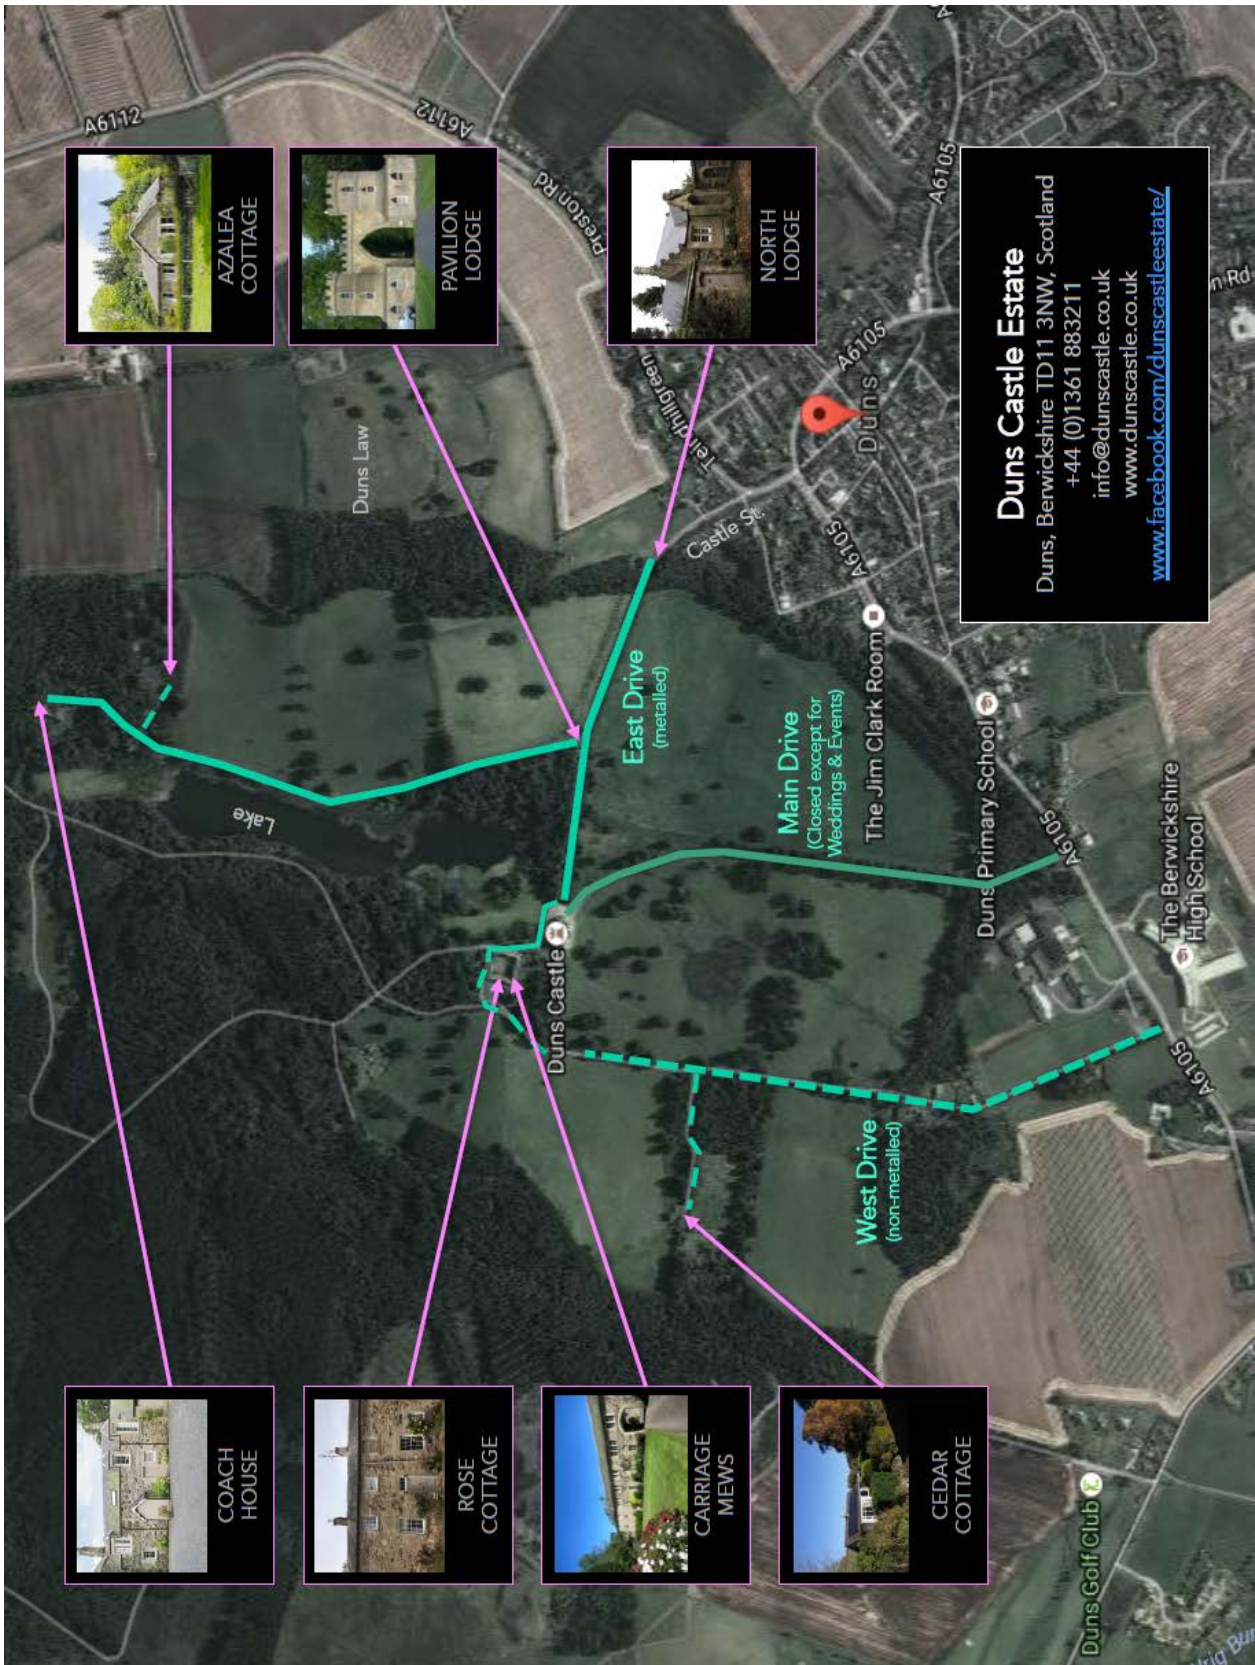 A6112
COACH
HOUSE
AZALEA
COTTAGE
Lake
Duns Law
A6112
ROSE
COTTAGE
PAVILION
LODGE
Preston Rd
Duns Castle
East Drive
(metalled)
CARRIAGE
MEWS
NORTH
LODGE
Castle St.
Main Drive
(Closed except for
Weddings & Events)
West Drive
(non-metalled)
The Jim Clark Room
A6105
Duns
A6105
A6105
CEDAR
COTTAGE
Duns Primary School
A6105
Duns Castle Estate
Duns, Berwickshire TD11 3NW, Scotland
+44 (0)1361 883211
info@dunscastle.co.uk
www.dunscastle.co.uk
www.facebook.com/dunscastleestate/
Duns Golf Club
The Berwickshire
High School
A6105